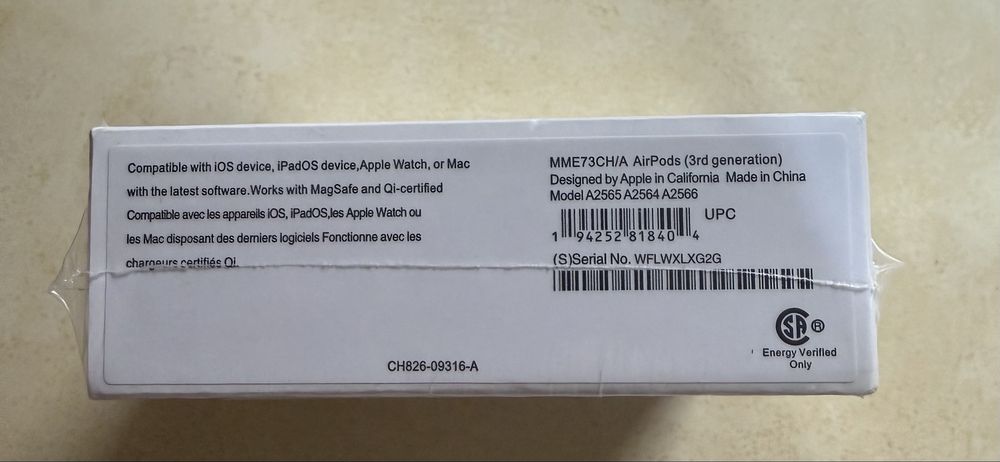 Compatible with iOS device, iPadOS device,Apple Watch, or Mac
with the latest software.Works with MagSafe and Qi-certified
Compatible avec les appareils iOS, iPadOS,les Apple Watch ou
les Mac disposant des derniers logiciels Fonctionne avec les
chargeurs certifiés Qi.
MME73CH/A AirPods (3rd generation)
Designed by Apple in California Made in China
Model A2565 A2564 A2566
UPC
1 94252 81840 4
(S)Serial No. WFLWXLXG2G
SA ®
Energy Verified
Only
CH826-09316-A